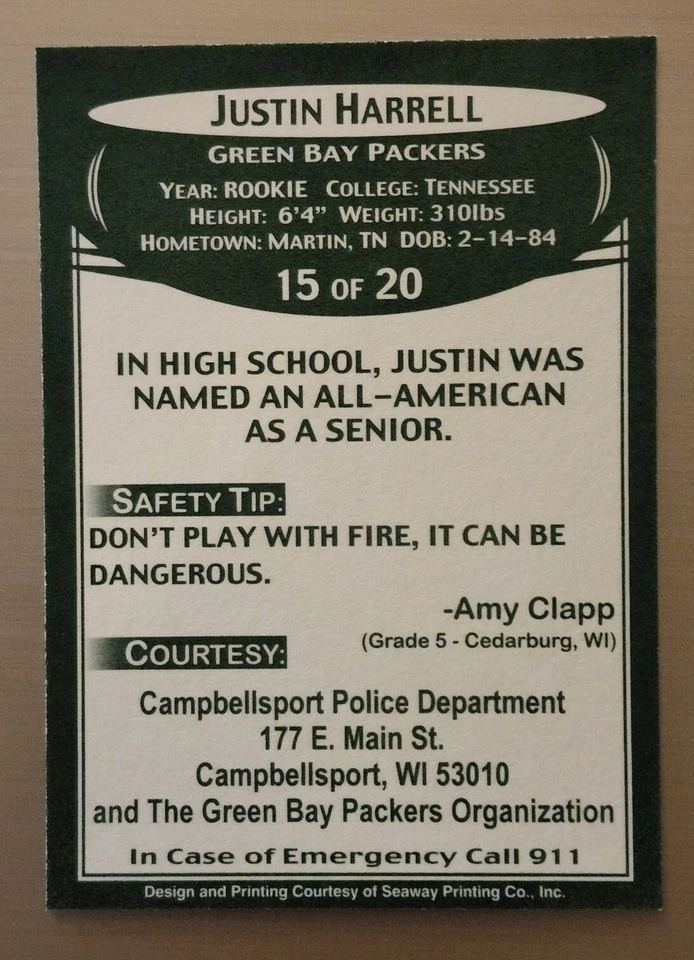 JUSTIN HARRELL
GREEN BAY PACKERS
YEAR: ROOKIE COLLEGE: TENNESSEE
HEIGHT: 6'4" WEIGHT: 310lbs
HOMETOWN: MARTIN, TN DOB: 2-14-84
15 OF 20
IN HIGH SCHOOL, JUSTIN WAS
NAMED AN ALL-AMERICAN
AS A SENIOR.
SAFETY TIP:
DON'T PLAY WITH FIRE, IT CAN BE
DANGEROUS.
-Amy Clapp
(Grade 5 - Cedarburg, WI)
COURTESY:
Campbellsport Police Department
177 E. Main St.
Campbellsport, WI 53010
and The Green Bay Packers Organization
In Case of Emergency Call 911
Design and Printing Courtesy of Seaway Printing Co., Inc.